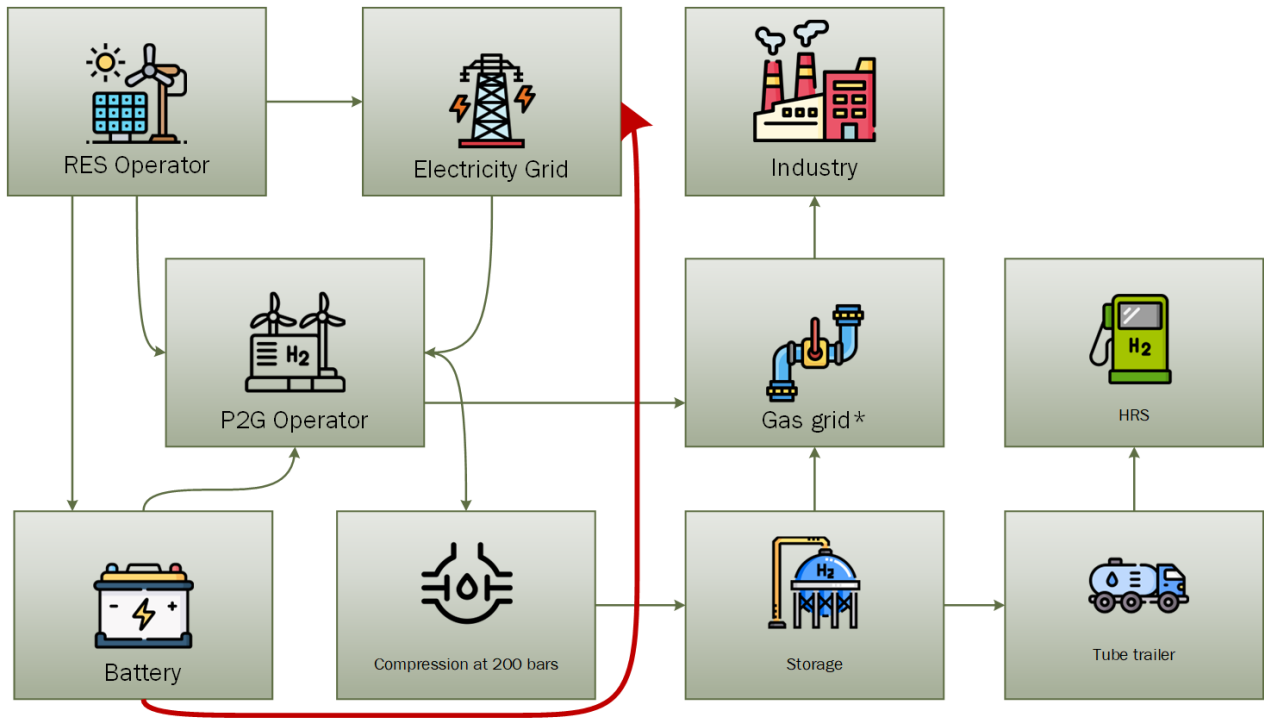 RES Operator
Electricity Grid
Industry
H2
P2G Operator
Gas grid*
H2
HRS
Battery
Compression at 200 bars
H2
Storage
Tube trailer